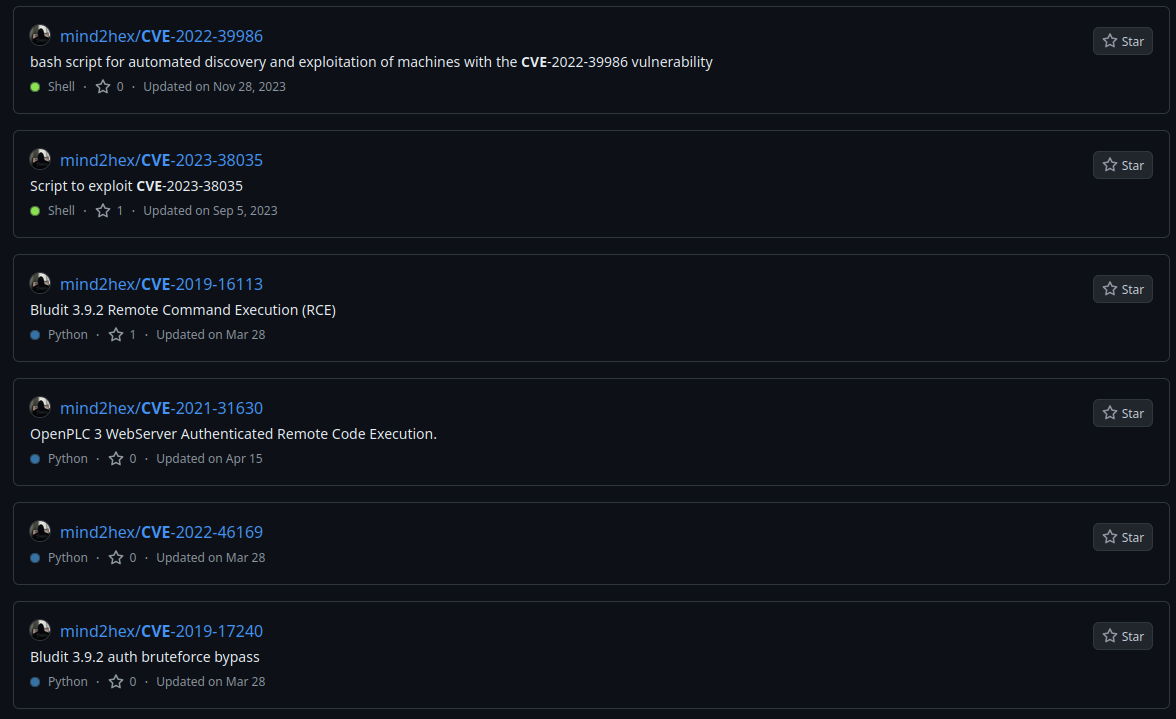 mind2hex/CVE-2022-39986
Star
bash script for automated discovery and exploitation of machines with the CVE-2022-39986 vulnerability
Shell · 0 · Updated on Nov 28, 2023
mind2hex/CVE-2023-38035
Star
Script to exploit CVE-2023-38035
Shell · 1 · Updated on Sep 5, 2023
mind2hex/CVE-2019-16113
Star
Bludit 3.9.2 Remote Command Execution (RCE)
Python · 1 · Updated on Mar 28
mind2hex/CVE-2021-31630
Star
OpenPLC 3 WebServer Authenticated Remote Code Execution.
Python · 0 · Updated on Apr 15
mind2hex/CVE-2022-46169
Star
Python · 0 · Updated on Mar 28
mind2hex/CVE-2019-17240
Star
Bludit 3.9.2 auth bruteforce bypass
Python · 0 · Updated on Mar 28